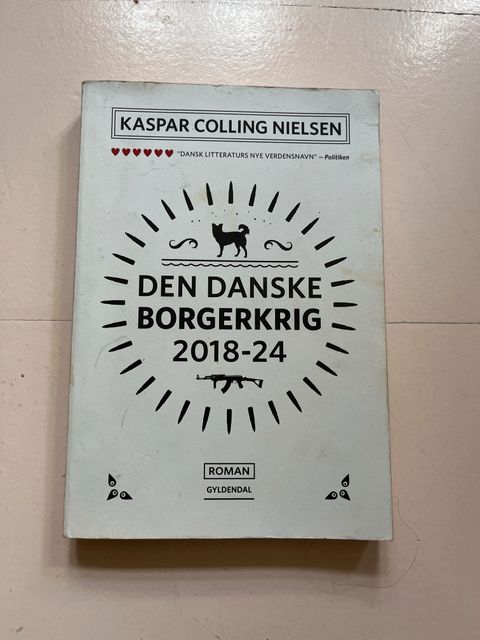 KASPAR COLLING NIELSEN
"DANSK LITTERATURS NYE VERDENSNAVN" – Politiken
DEN DANSKE
BORGERKRIG
2018-24
ROMAN
GYLDENDAL